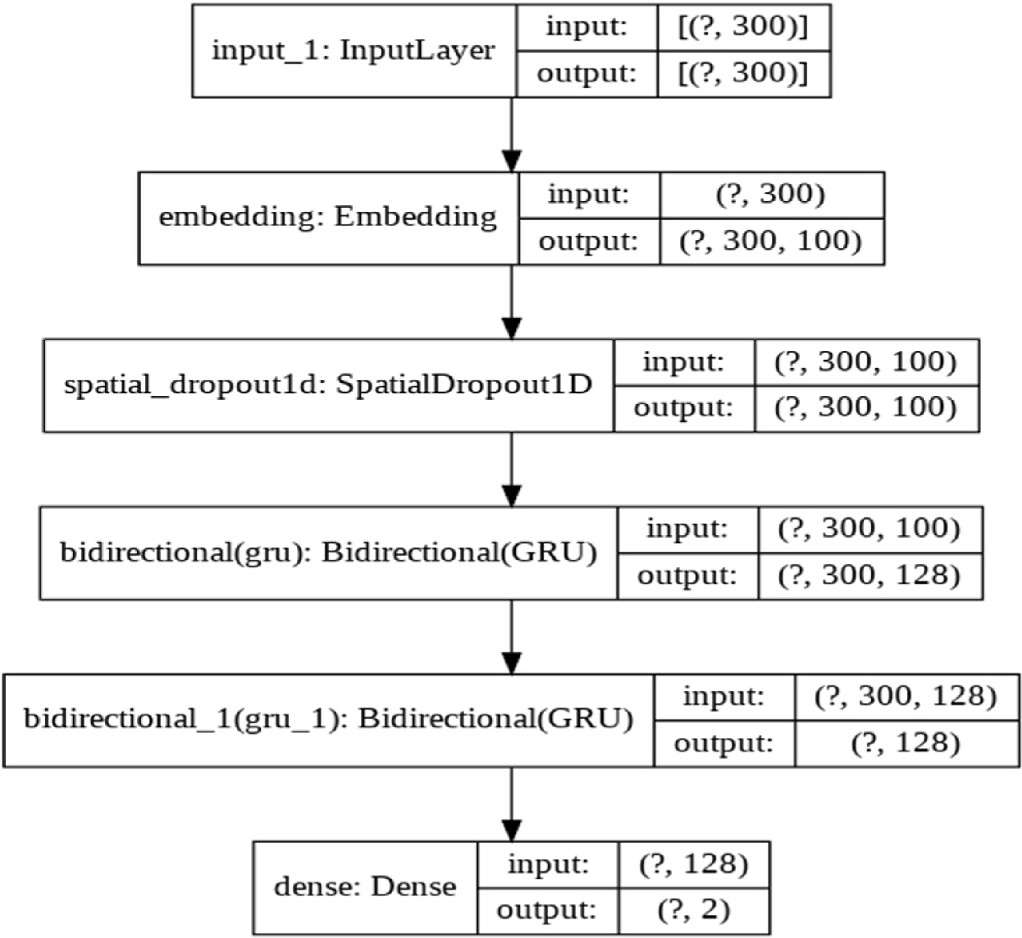 input_1: InputLayer
input: [(?, 300)]
output: [(?, 300)]
embedding: Embedding
input: (?, 300)
output: (?, 300, 100)
spatial_dropout1d: SpatialDropout1D
input: (?, 300, 100)
output: (?, 300, 100)
bidirectional(gru): Bidirectional(GRU)
input: (?, 300, 100)
output: (?, 300, 128)
bidirectional_1(gru_1): Bidirectional(GRU)
input: (?, 300, 128)
output: (?, 128)
dense: Dense
input: (?, 128)
output: (?, 2)